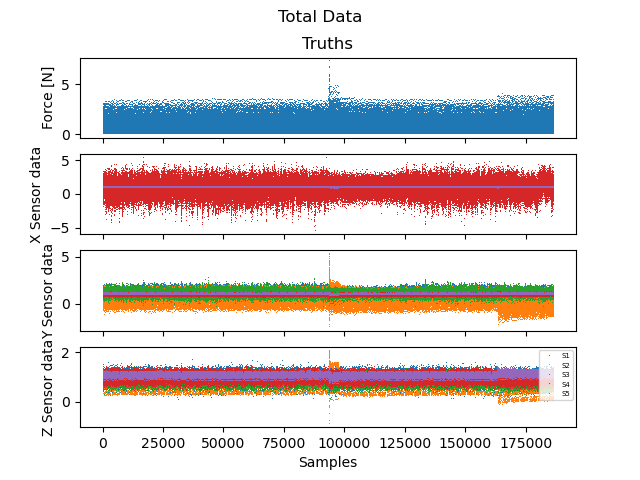 Total Data
Truths
Force [N]
5
0
X Sensor data
5
0
−5
Y Sensor data
5
0
Z Sensor data
2
0
S1
S2
S3
S4
S5
0 25000 50000 75000 100000 125000 150000 175000
Samples